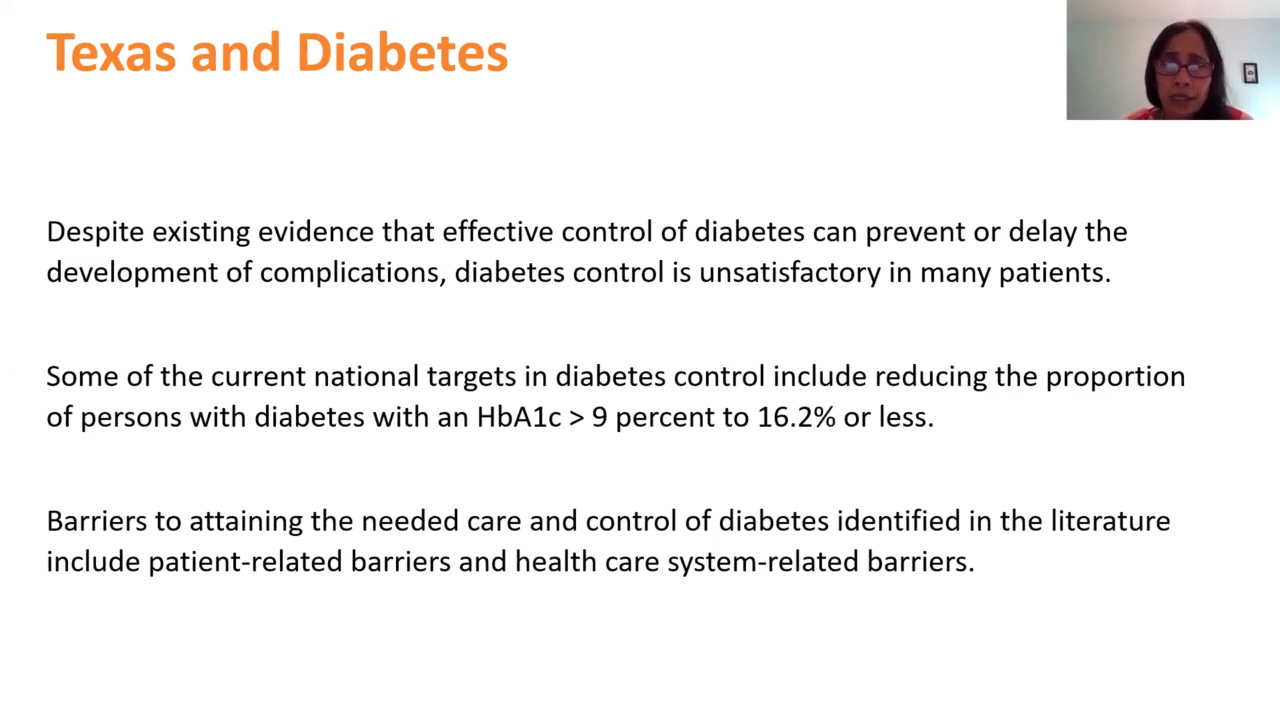 Texas and Diabetes
Despite existing evidence that effective control of diabetes can prevent or delay the
development of complications, diabetes control is unsatisfactory in many patients.
Some of the current national targets in diabetes control include reducing the proportion
of persons with diabetes with an HbA1c > 9 percent to 16.2% or less.
Barriers to attaining the needed care and control of diabetes identified in the literature
include patient-related barriers and health care system-related barriers.